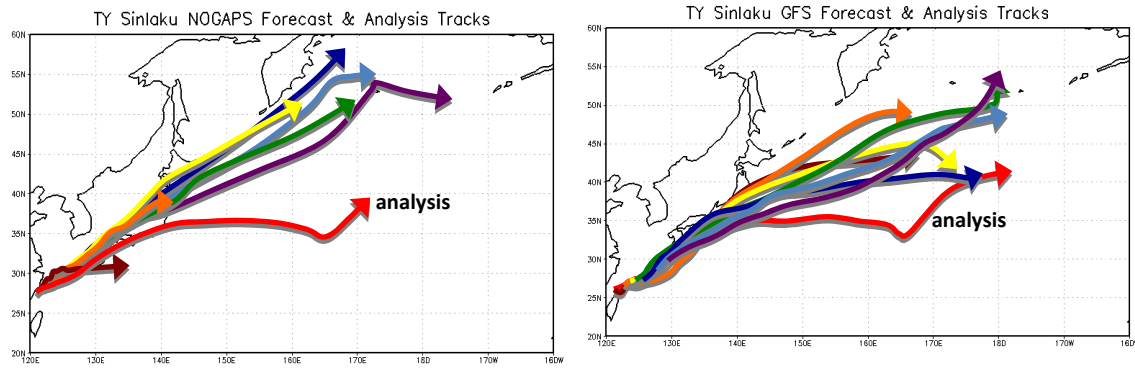 TY Sinlaku NOGAPS Forecast & Analysis Tracks
60N
55N
50N
45N
40N
35N
30N
25N
20N
120E 130E 140E 150E 160E 170E 180 170W 160W
analysis
TY Sinlaku GFS Forecast & Analysis Tracks
60N
55N
50N
45N
40N
35N
30N
25N
20N
120E 130E 140E 150E 160E 170E 180 170W 160W
analysis